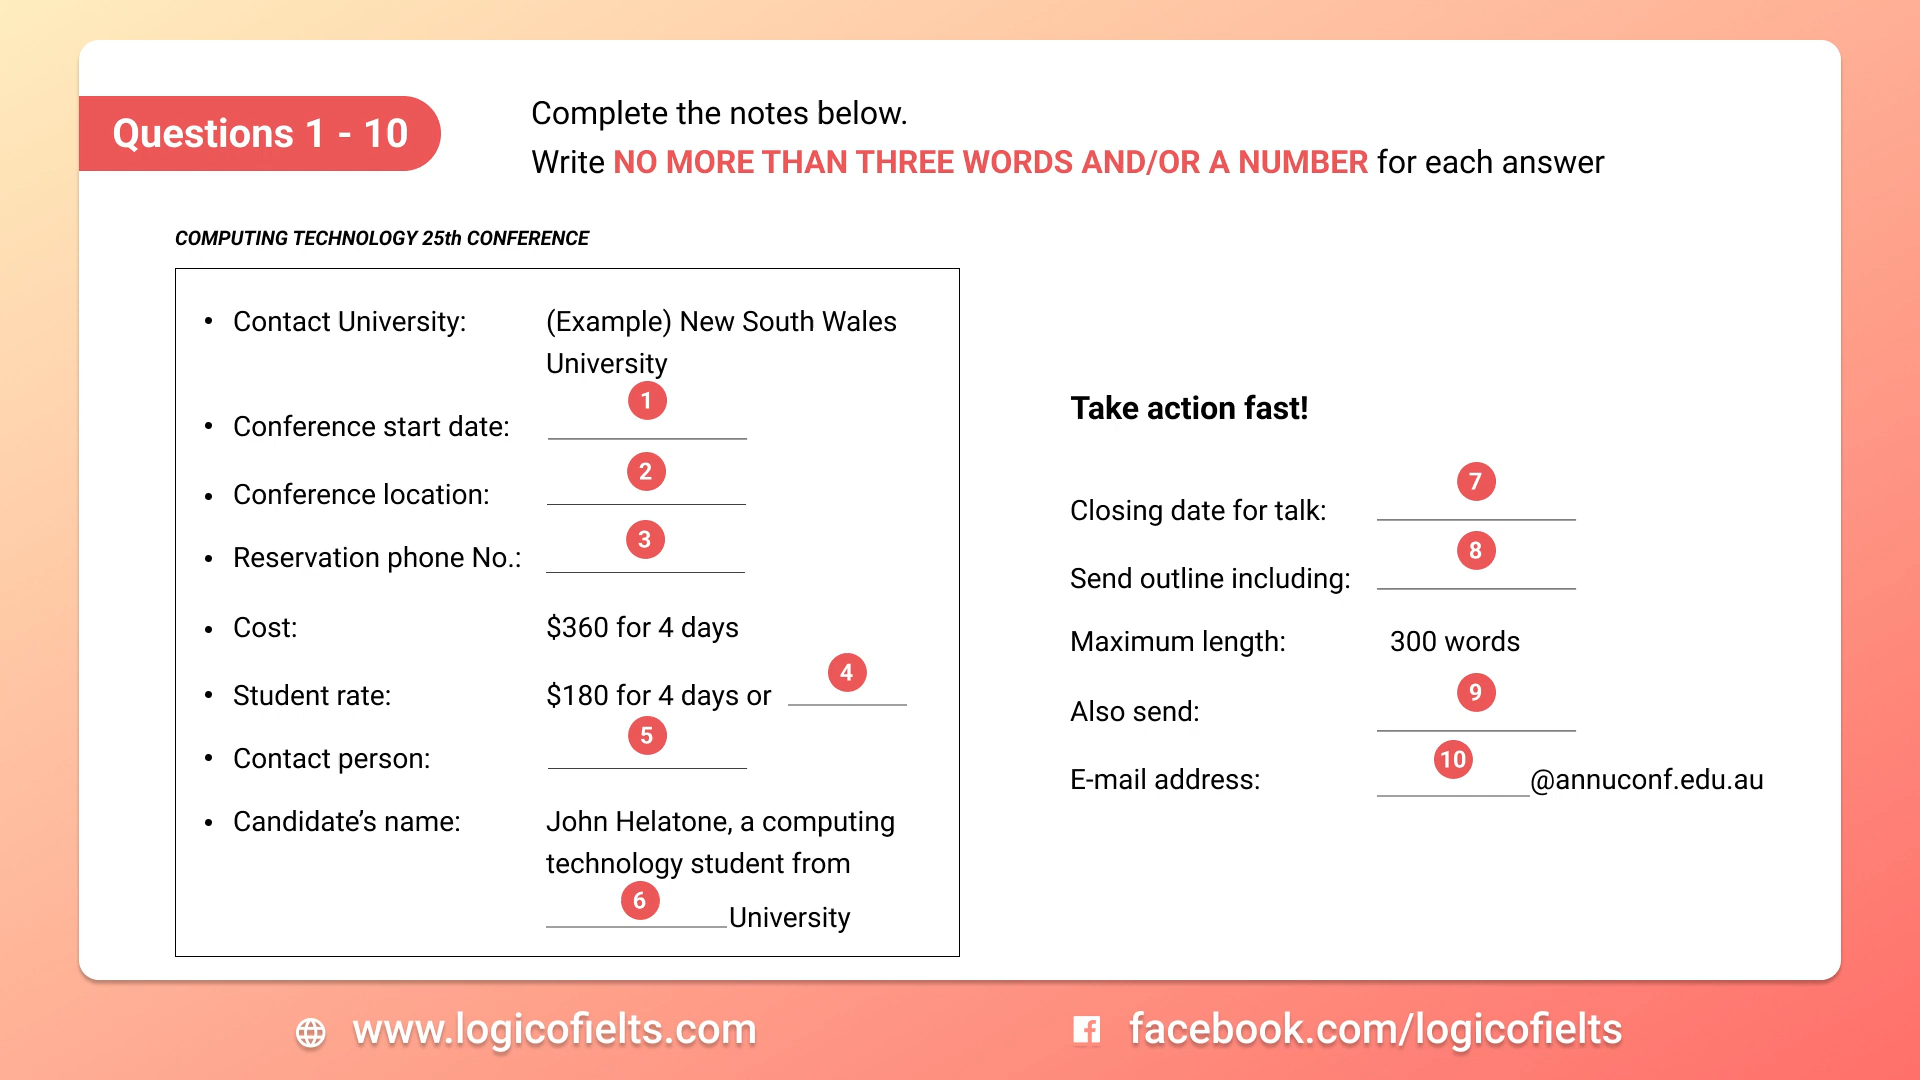 Questions 1 - 10
Complete the notes below.
Write NO MORE THAN THREE WORDS AND/OR A NUMBER for each answer
COMPUTING TECHNOLOGY 25th CONFERENCE
• Contact University: (Example) New South Wales
University
1
• Conference start date:
2
• Conference location:
3
• Reservation phone No.:
• Cost: $360 for 4 days
4
• Student rate: $180 for 4 days or
5
• Contact person:
• Candidate’s name: John Helatone, a computing
technology student from
6
University
Take action fast!
7
Closing date for talk:
8
Send outline including:
Maximum length: 300 words
9
Also send:
10
E-mail address: @annuconf.edu.au
www.logicofielts.com
facebook.com/logicofielts